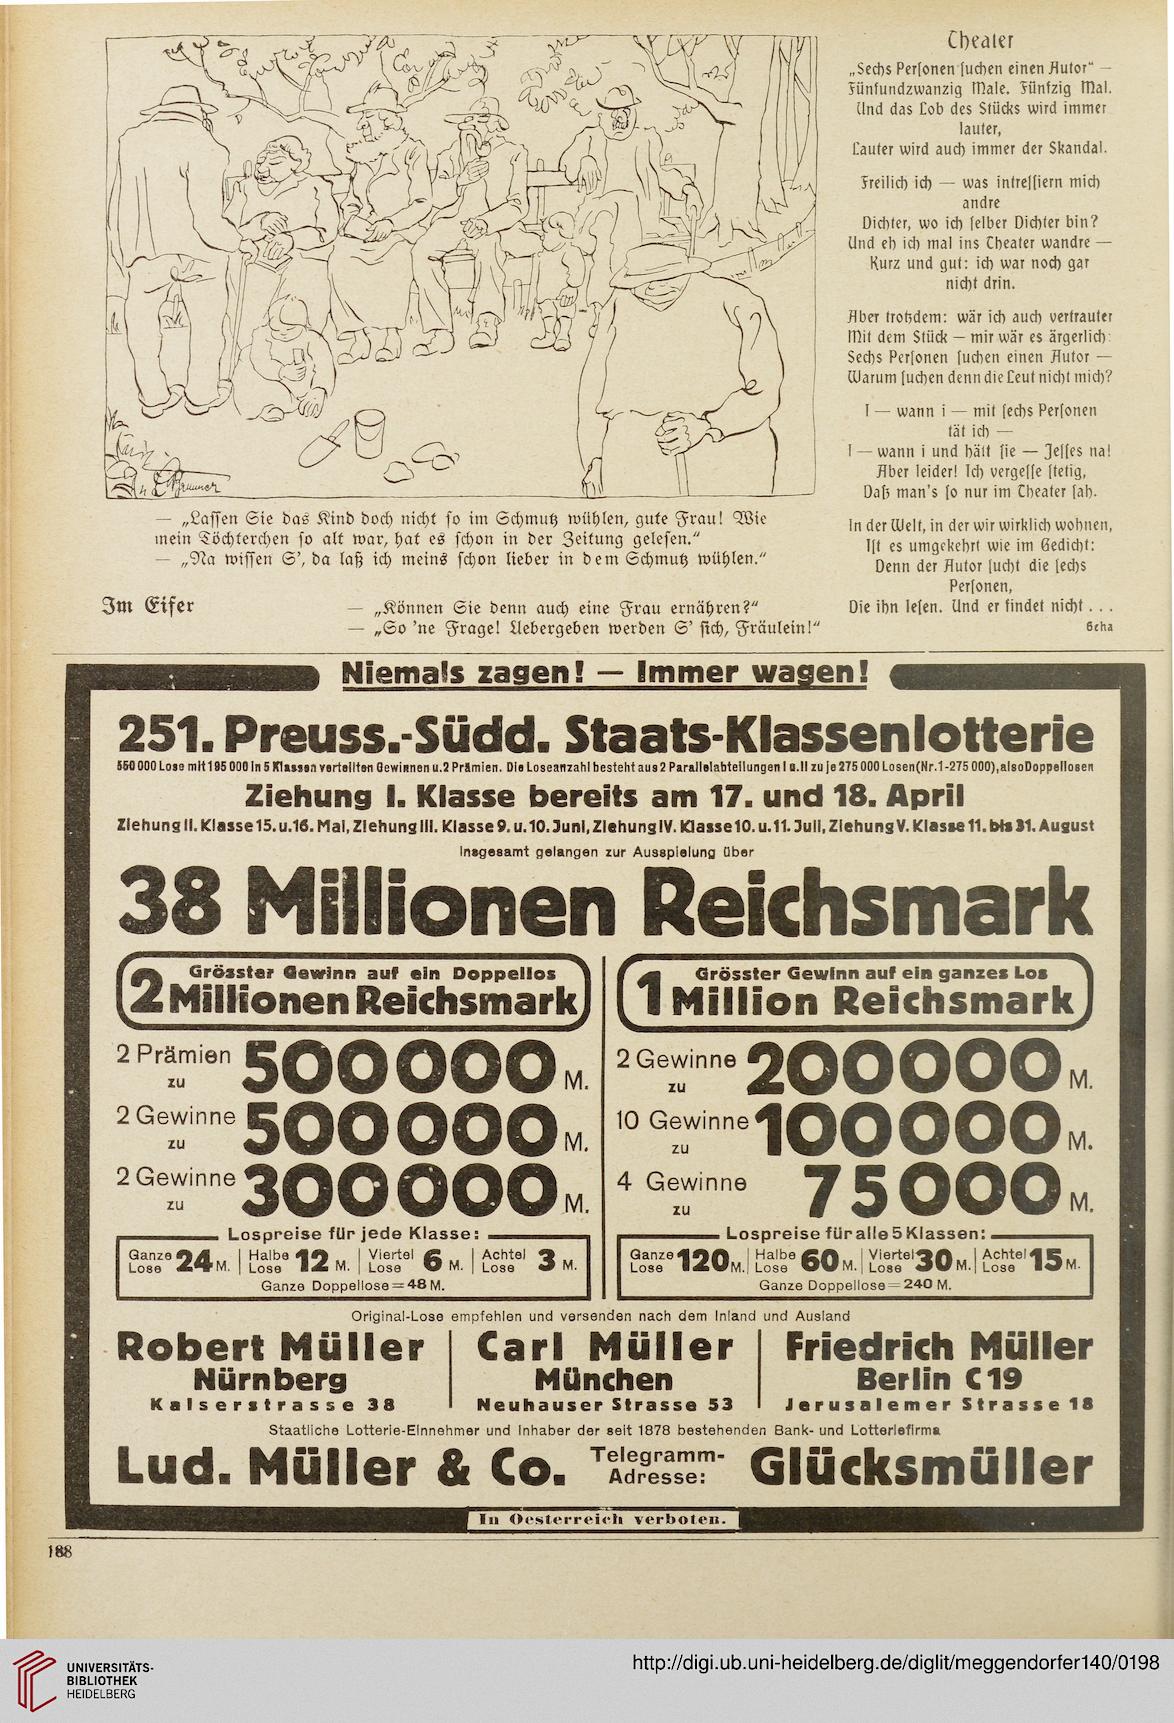 — „Lassen Sie das Kind doch nicht so im Schmutz wühlen, gute Frau! Wie
mein Töchterchen so alt war, hat es schon in der Zeitung gelesen."
— „Na wissen S', da laß ich meins schon lieber in dem Schmutz wühlen."
Im Eifer
— „Können Sie denn auch eine Frau ernähren?"
— „So 'ne Frage! Uebergeben werden S' sich, Fräulein!"
Theater
„Sechs Personen suchen einen Autor" —
Fünfundzwanzig Male. Fünfzig Mal.
Und das Lob des Stücks wird immer
lauter,
Lauter wird auch immer der Skandal.
Freilich ich — was intressiern mich
andre
Dichter, wo ich selber Dichter bin?
Und eh ich mal ins Theater wandre —
Kurz und gut: ich war noch gar
nicht drin.
Aber trotzdem: wär ich auch vertrauter
Mit dem Stück — mir wär es ärgerlich:
Sechs Personen suchen einen Autor —
Warum suchen denn die Leut nicht mich?
I — wann i — mit sechs Personen
tät ich —
I — wann i und hätt sie — Jesses na!
Aber leider! Ich vergesse stetig,
Daß man's so nur im Theater sah.
In der Welt, in der wir wirklich wohnen,
Ist es umgekehrt wie im Gedicht:
Denn der Autor sucht die sechs
Personen,
Die ihn lesen. Und er findet nicht . . .
Geha
Niemals zagen! — Immer wagen!
251. Preuss.-Südd. Staats-Klassenlotterie
550 000 Lose mit 195 000 in 5 Klassen verteilten Gewinnen u. 2 Prämien. Die Loseanzahl besteht aus 2 Parallelabteilungen I u. II zu je 275 000 Losen (Nr. 1-275 000), also Doppellosen
Ziehung I. Klasse bereits am 17. und 18. April
Ziehung II. Klasse 15. u. 16. Mai, Ziehung III. Klasse 9. u. 10. Juni, Ziehung IV. Klasse 10. u. 11. Juli, Ziehung V. Klasse 11. bis 31. August
Insgesamt gelangen zur Ausspielung über
38 Millionen Reichsmark
Grösster Gewinn auf ein Doppellos
2 Millionen Reichsmark
2 Prämien zu 500 000 M.
2 Gewinne zu 500 000 M.
2 Gewinne zu 300 000 M.
Lospreise für jede Klasse:
Ganze Lose 24 M. | Halbe Lose 12 M. | Viertel Lose 6 M. | Achtel Lose 3 M.
Ganze Doppellose = 48 M.
Grösster Gewinn auf ein ganzes Los
1 Million Reichsmark
2 Gewinne zu 200 000 M.
10 Gewinne zu 100 000 M.
4 Gewinne zu 75 000 M.
Lospreise für alle 5 Klassen:
Ganze Lose 120 M. | Halbe Lose 60 M. | Viertel Lose 30 M. | Achtel Lose 15 M.
Ganze Doppellose = 240 M.
Original-Lose empfehlen und versenden nach dem Inland und Ausland
Robert Müller
Nürnberg
Kaiserstrasse 38
Carl Müller
München
Neuhauser Strasse 53
Friedrich Müller
Berlin C 19
Jerusalemer Strasse 18
Staatliche Lotterie-Einnehmer und Inhaber der seit 1878 bestehenden Bank- und Lotteriefirma
Lud. Müller & Co. Telegramm-Adresse: Glücksmüller
In Oesterreich verboten.
188
UNIVERSITÄTS-
BIBLIOTHEK
HEIDELBERG
http://digi.ub.uni-heidelberg.de/diglit/meggendorfer140/0198